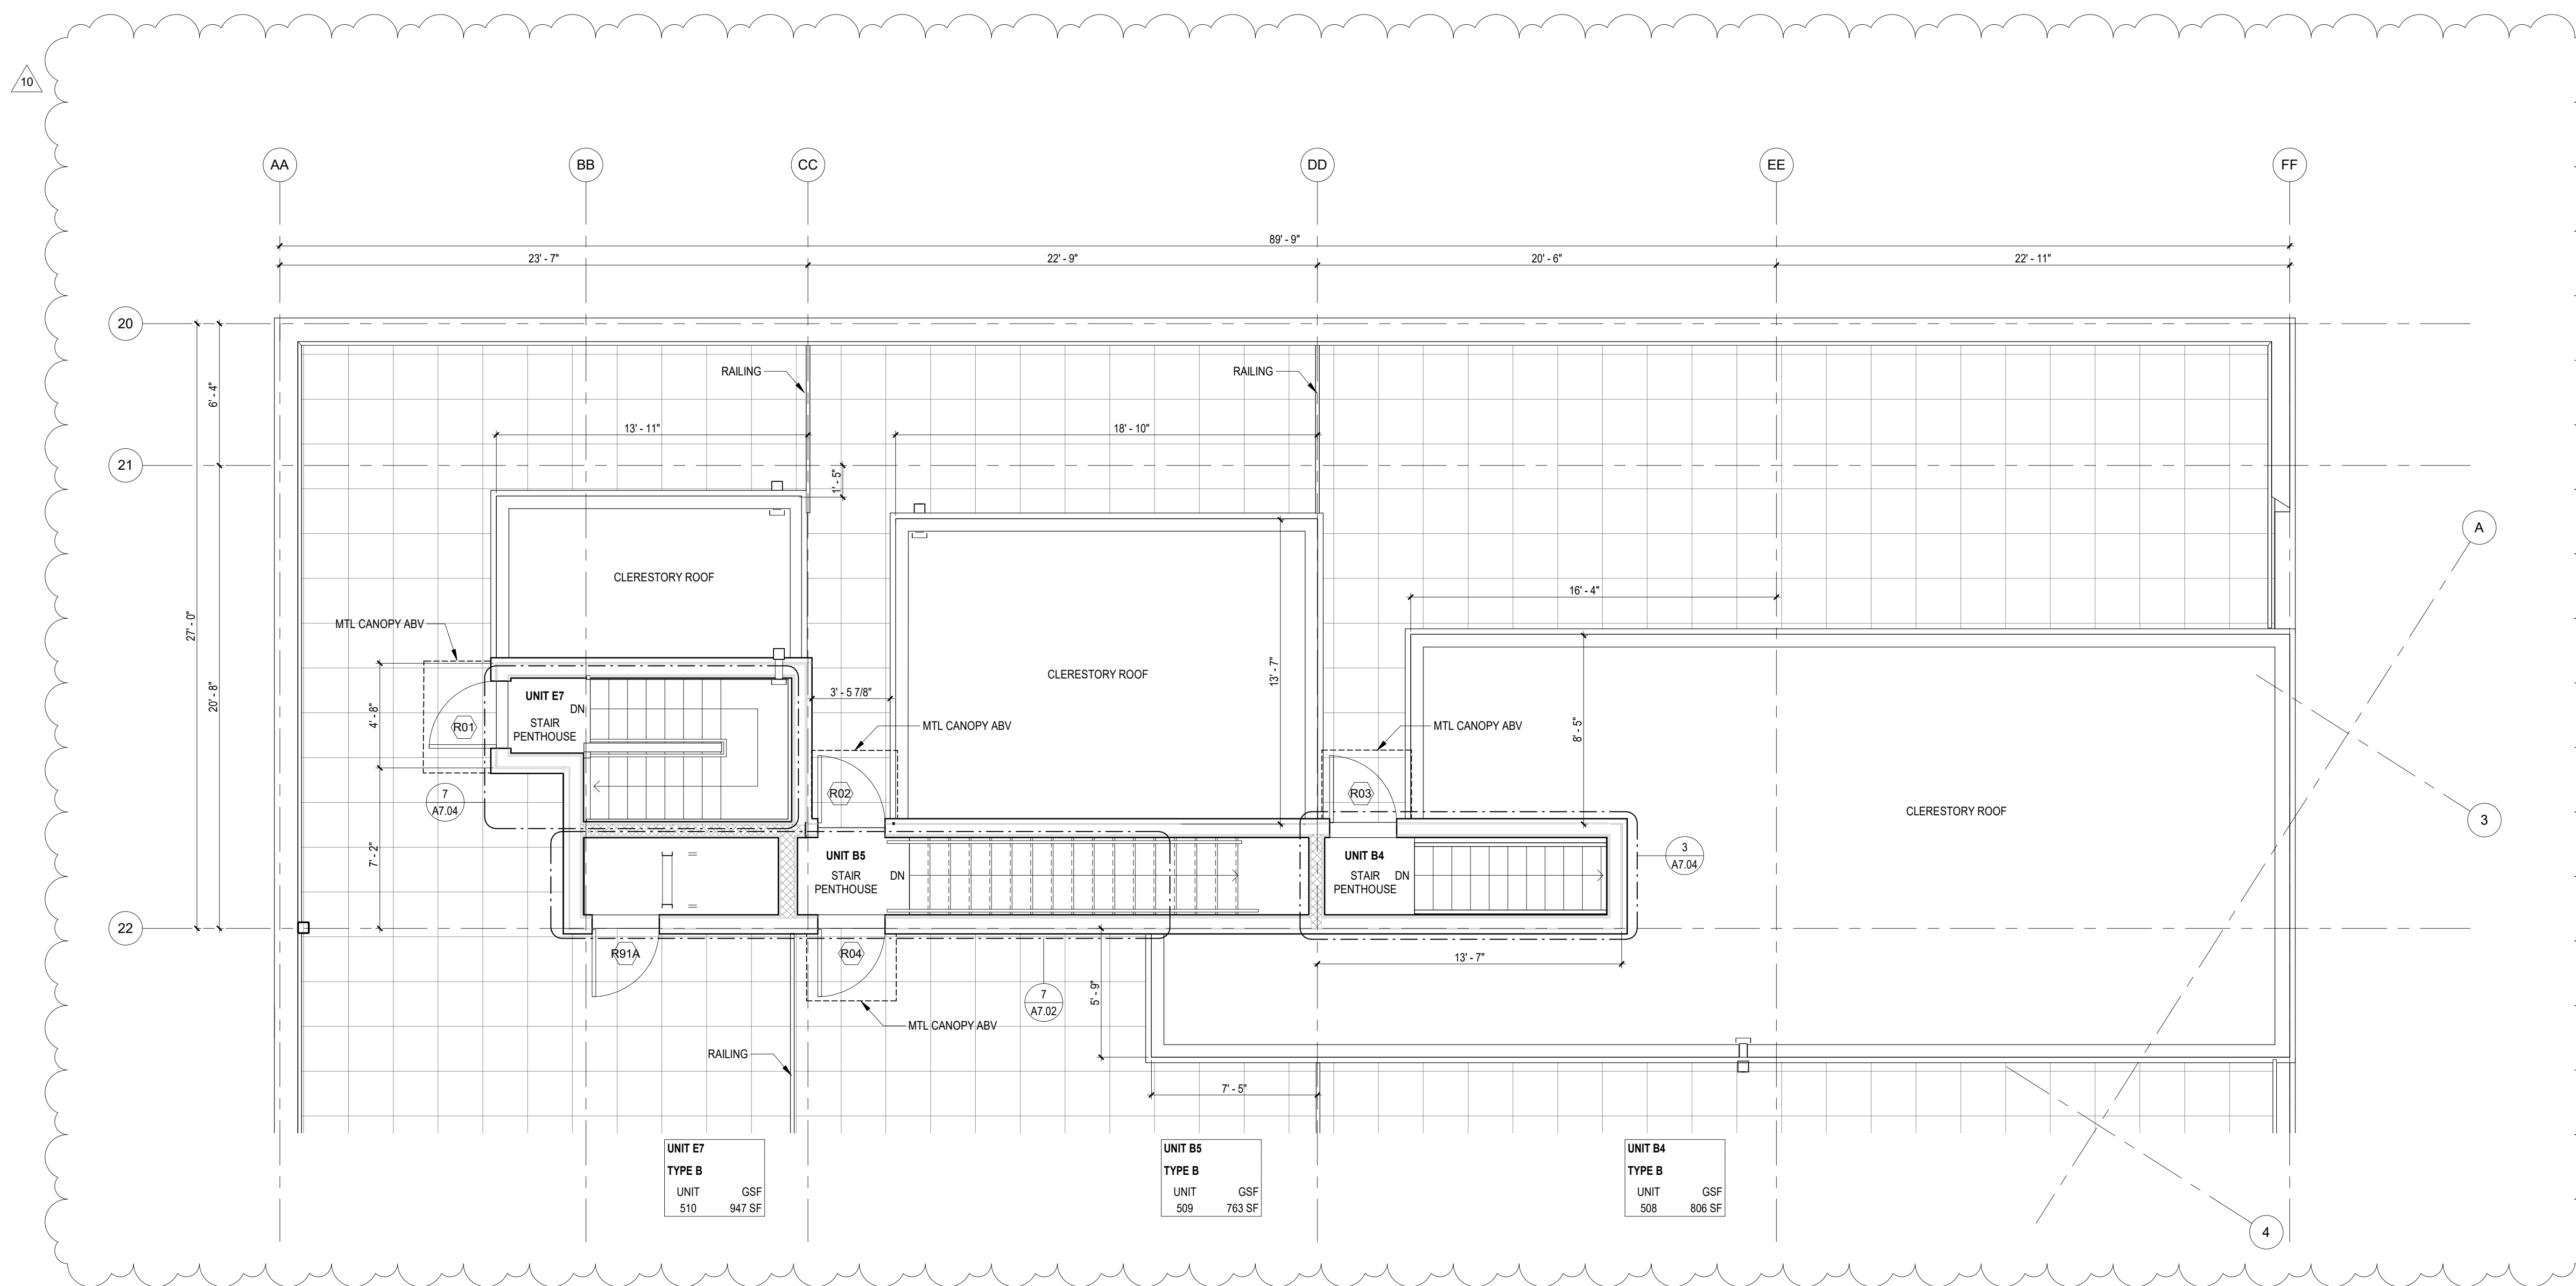 10
AA
BB
CC
DD
EE
FF
89' - 9"
23' - 7"
22' - 9"
20' - 6"
22' - 11"
20
6' - 4"
RAILING
RAILING
13' - 11"
18' - 10"
21
1' - 5"
A
27' - 0"
CLERESTORY ROOF
16' - 4"
MTL CANOPY ABV
20' - 8"
CLERESTORY ROOF
13' - 7"
4' - 8"
UNIT E7
DN
STAIR
PENTHOUSE
R01
3' - 5 7/8"
MTL CANOPY ABV
MTL CANOPY ABV
8' - 5"
R02
R03
7
A7.04
CLERESTORY ROOF
3
7' - 2"
UNIT B5
STAIR
PENTHOUSE
DN
UNIT B4
STAIR
PENTHOUSE
DN
3
A7.04
22
R91A
R04
13' - 7"
7
A7.02
5' - 9"
MTL CANOPY ABV
RAILING
7' - 5"
UNIT E7
TYPE B
UNIT GSF
510 947 SF
UNIT B5
TYPE B
UNIT GSF
509 763 SF
UNIT B4
TYPE B
UNIT GSF
508 806 SF
4